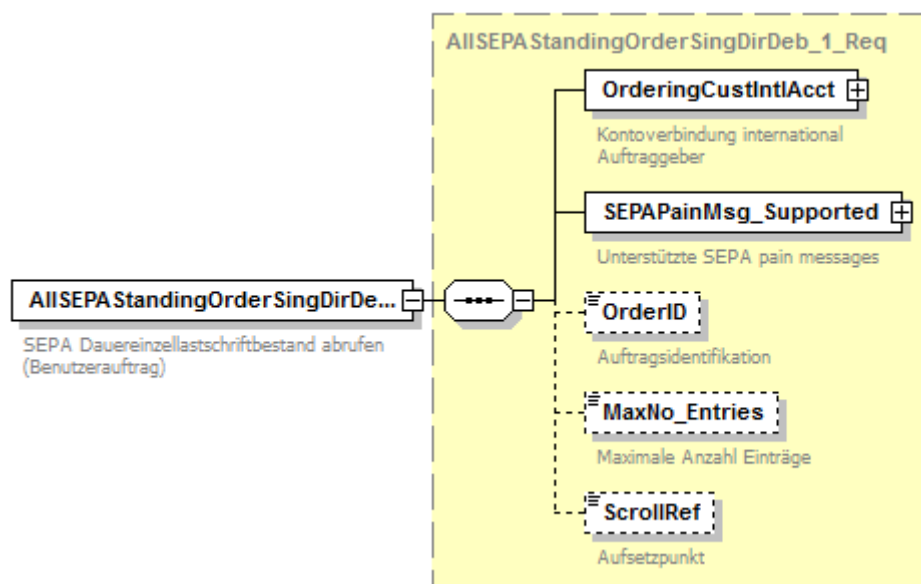 AllSEPAStandingOrderSingDirDeb_1_Req
OrderingCustIntlAcct
Kontoverbindung international
Auftraggeber
SEPAPainMsg_Supported
Unterstützte SEPA pain messages
AllSEPAStandingOrderSingDirDe...
SEPA Dauereinzellastschriftbestand abrufen
(Benutzerauftrag)
OrderID
Auftragsidentifikation
MaxNo_Entries
Maximale Anzahl Einträge
ScrollRef
Aufsetzpunkt